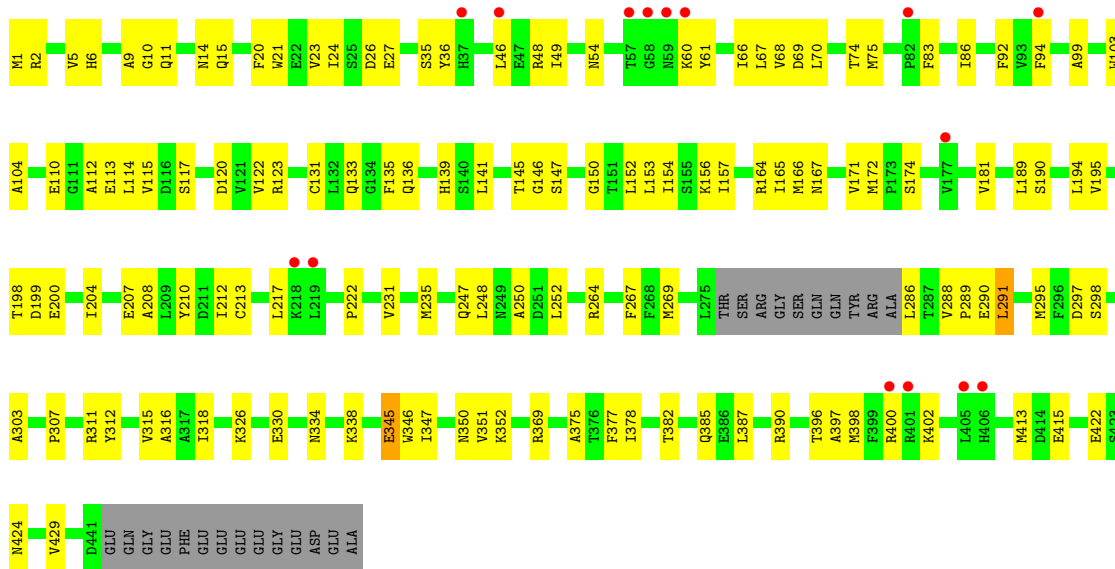 M1 R2 V5 H6 A9 G10 Q11 N14 Q15 F20 W21 E22 V23 I24 S25 D26 E27 S35 Y36 H37 L46 E47 R48 I49 N54 T57 G58 N59 K60 Y61 I66 L67 V68 D69 L70 T74 M75 P82 F83 I86 F92 V93 F94 A99 W103
A104 E110 G111 A112 E113 L114 V115 D116 S117 D120 V121 V122 R123 C131 L132 Q133 G134 F135 Q136 H139 S140 L141 T145 G146 S147 G150 T151 L152 L153 I154 S155 K156 I157 R164 I165 M166 N167 V171 M172 P173 S174 V177 V181 L189 S190 L194 V195
T198 D199 E200 I204 E207 A208 L209 Y210 D211 I212 C213 L217 K218 L219 P222 V231 M235 Q247 L248 N249 A250 D251 L252 R264 F267 F268 M269 L275 THR SER ARG GLY SER GLN GLN TYR ARG ALA L286 T287 V288 P289 E290 L291 M295 F296 D297 S298
A303 P307 R311 Y312 V315 A316 A317 I318 K326 E330 N334 K338 E345 W346 I347 N350 V351 K352 R369 A375 T376 F377 I378 T382 Q385 E386 L387 R390 T396 A397 M398 F399 R400 R401 K402 L405 H406 M413 D414 E415 E422 S423
N424 V429 D441 GLU GLN GLY GLU GLU PHE GLU GLU GLU GLU GLY GLU ASP GLU ALA